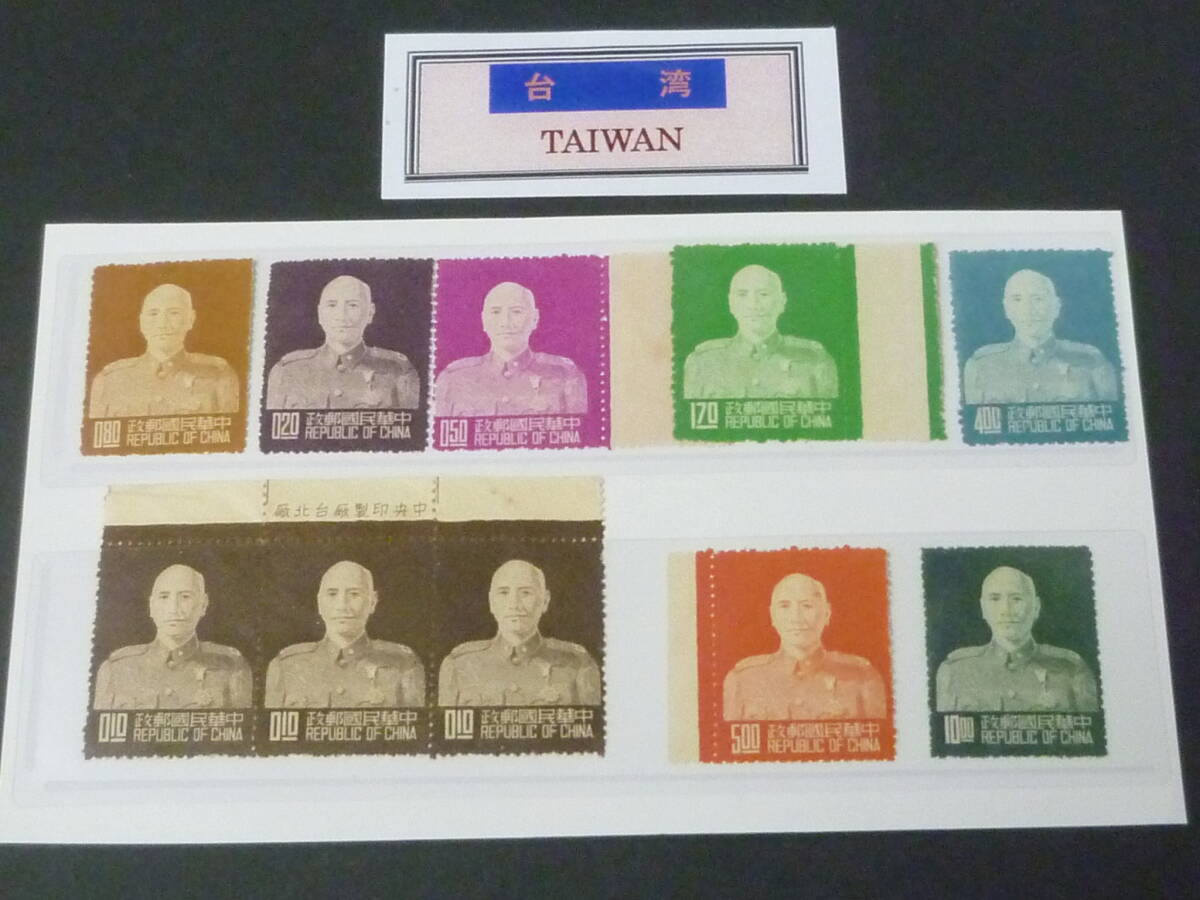 台 湾
TAIWAN
0.80 政郵國民華中
REPUBLIC OF CHINA
0.20 政郵國民華中
REPUBLIC OF CHINA
0.50 政郵國民華中
REPUBLIC OF CHINA
1.70 政郵國民華中
REPUBLIC OF CHINA
4.00 政郵國民華中
REPUBLIC OF CHINA
廠北台廠製印央中
0.10 政郵國民華中
REPUBLIC OF CHINA
0.10 政郵國民華中
REPUBLIC OF CHINA
0.10 政郵國民華中
REPUBLIC OF CHINA
5.00 政郵國民華中
REPUBLIC OF CHINA
10.00 政郵國民華中
REPUBLIC OF CHINA